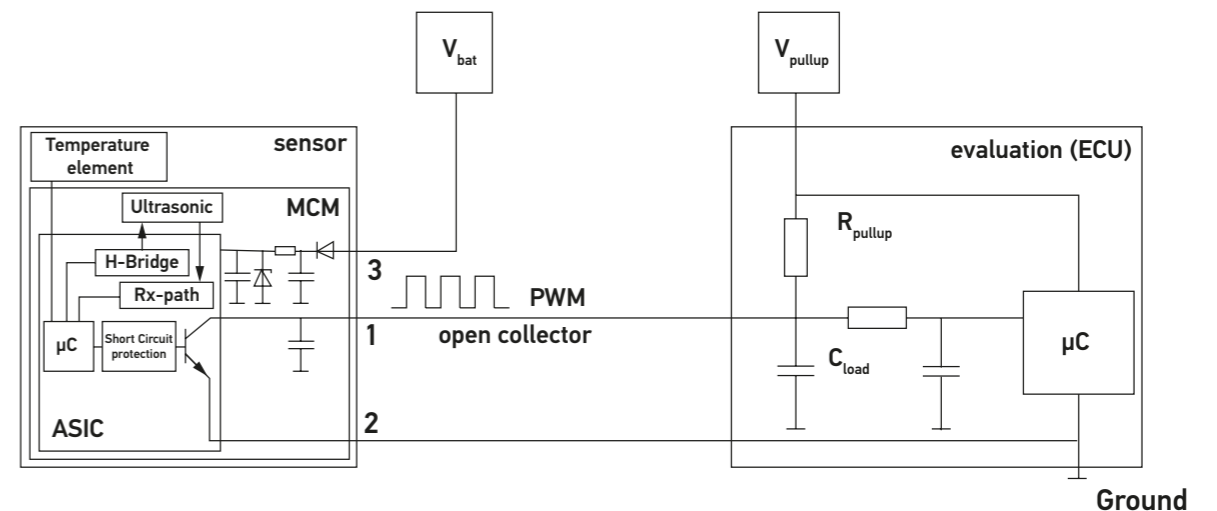 V_bat
V_pullup
sensor
Temperature
element
evaluation (ECU)
Ultrasonic
MCM
R_pullup
H-Bridge
3
Rx-path
PWM
1
open collector
µC
Short Circuit
protection
C_load
µC
2
ASIC
Ground